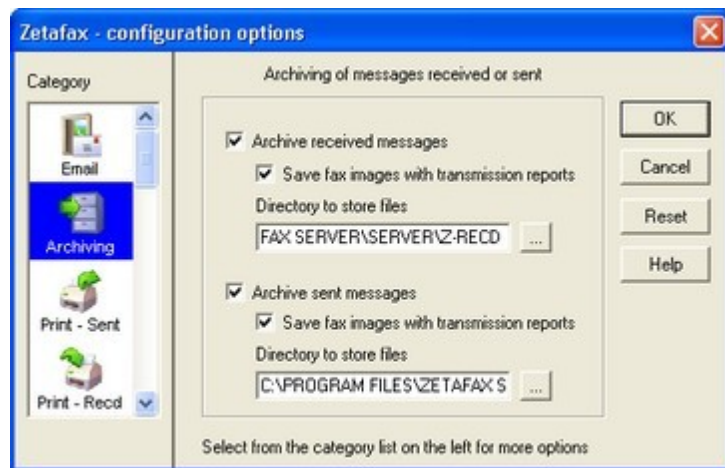 Zetafax - configuration options
Category
Email
Archiving
Print - Sent
Print - Recd
Archiving of messages received or sent
Archive received messages
Save fax images with transmission reports
Directory to store files
FAX SERVER\SERVER\Z-RECD
...
Archive sent messages
Save fax images with transmission reports
Directory to store files
C:\PROGRAM FILES\ZETAFAX S
...
Select from the category list on the left for more options
OK
Cancel
Reset
Help